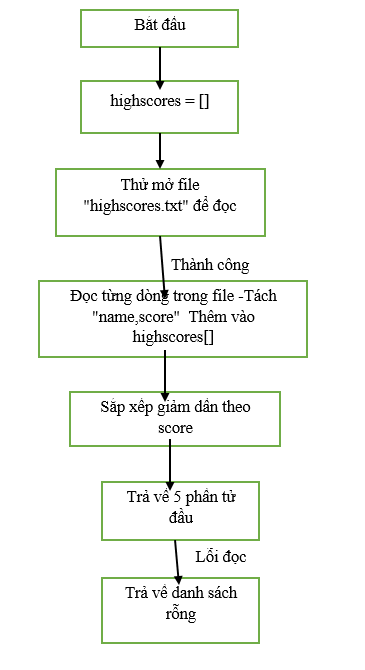 Bắt đầu
highscores = []
Thử mở file
"highscores.txt" để đọc
Thành công
Đọc từng dòng trong file -Tách
"name,score" Thêm vào
highscores[]
Sắp xếp giảm dần theo
score
Trả về 5 phần tử
đầu
Lỗi đọc
Trả về danh sách
rỗng